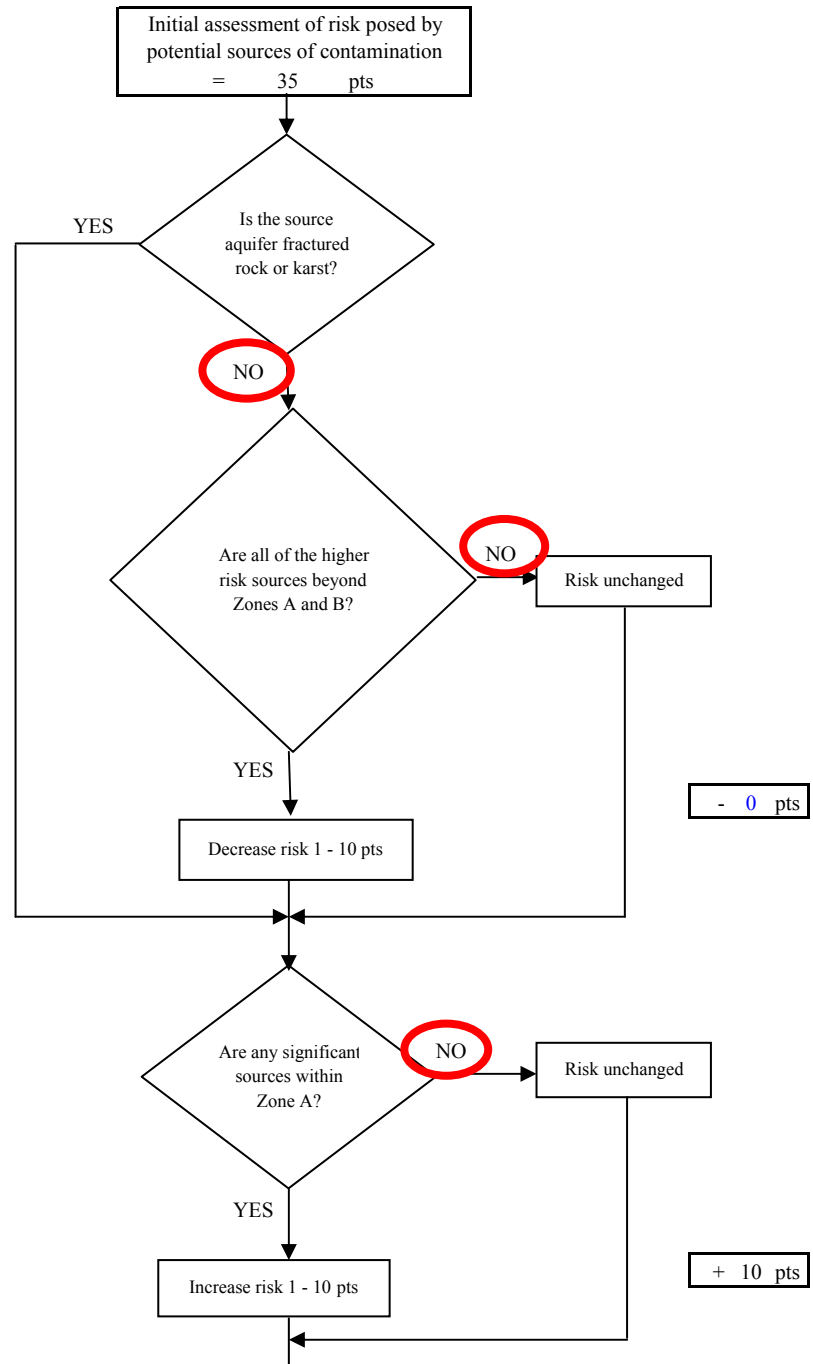 Initial assessment of risk posed by
potential sources of contamination
= 35 pts
YES
Is the source
aquifer fractured
rock or karst?
NO
Are all of the higher
risk sources beyond
Zones A and B?
NO
Risk unchanged
YES
- 0 pts
Decrease risk 1 - 10 pts
Are any significant
sources within
Zone A?
NO
Risk unchanged
YES
+ 10 pts
Increase risk 1 - 10 pts